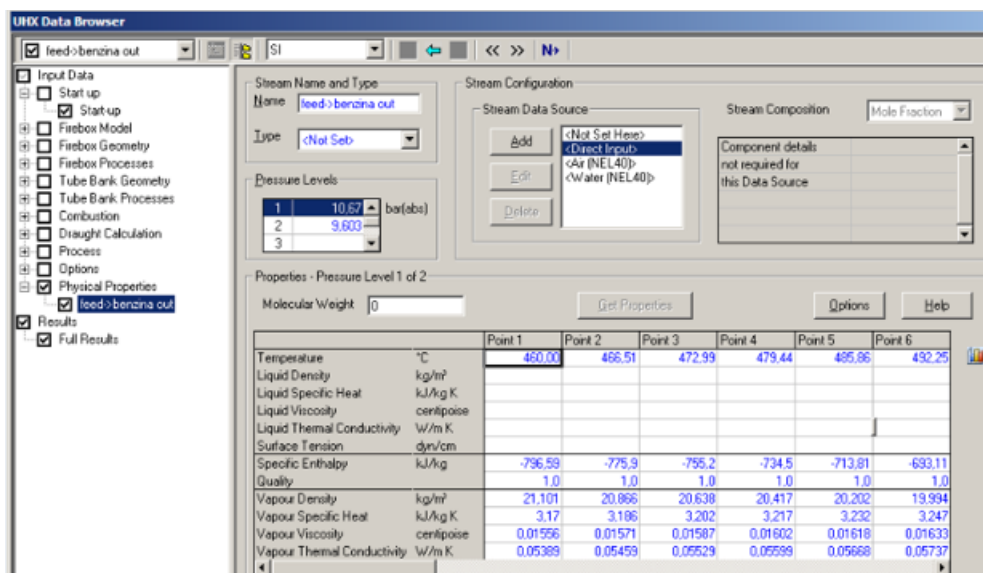 UHX Data Browser
feed->benzina out
SI
<< >> N›
Input Data
Start up
Start-up
Firebox Model
Firebox Geometry
Firebox Processes
Tube Bank Geometry
Tube Bank Processes
Combustion
Draught Calculation
Process
Options
Physical Properties
feed->benzina out
Results
Full Results
Stream Name and Type
Name feed->benzina out
Type <Not Set>
Pressure Levels
1 10,67 bar(abs)
2 9,603
3
Stream Configuration
Stream Data Source
Add
Edit
Delete
<Not Set Here>
<Direct Input>
<Air (NEL40)>
<Water (NEL40)>
Stream Composition Mole Fraction
Component details
not required for
this Data Source
Properties - Pressure Level 1 of 2
Molecular Weight 0 Get Properties Options Help
Point 1 Point 2 Point 3 Point 4 Point 5 Point 6
Temperature °C 460,00 466,51 472,99 479,44 485,86 492,25
Liquid Density kg/m³
Liquid Specific Heat kJ/kg K
Liquid Viscosity centipoise
Liquid Thermal Conductivity W/m K
Surface Tension dyn/cm
Specific Enthalpy kJ/kg -796,59 -775,9 -755,2 -734,5 -713,81 -693,11
Quality 1,0 1,0 1,0 1,0 1,0 1,0
Vapour Density kg/m³ 21,101 20,866 20,638 20,417 20,202 19,994
Vapour Specific Heat kJ/kg K 3,17 3,186 3,202 3,217 3,232 3,247
Vapour Viscosity centipoise 0,01556 0,01571 0,01587 0,01602 0,01618 0,01633
Vapour Thermal Conductivity W/m K 0,05389 0,05459 0,05529 0,05599 0,05668 0,05737